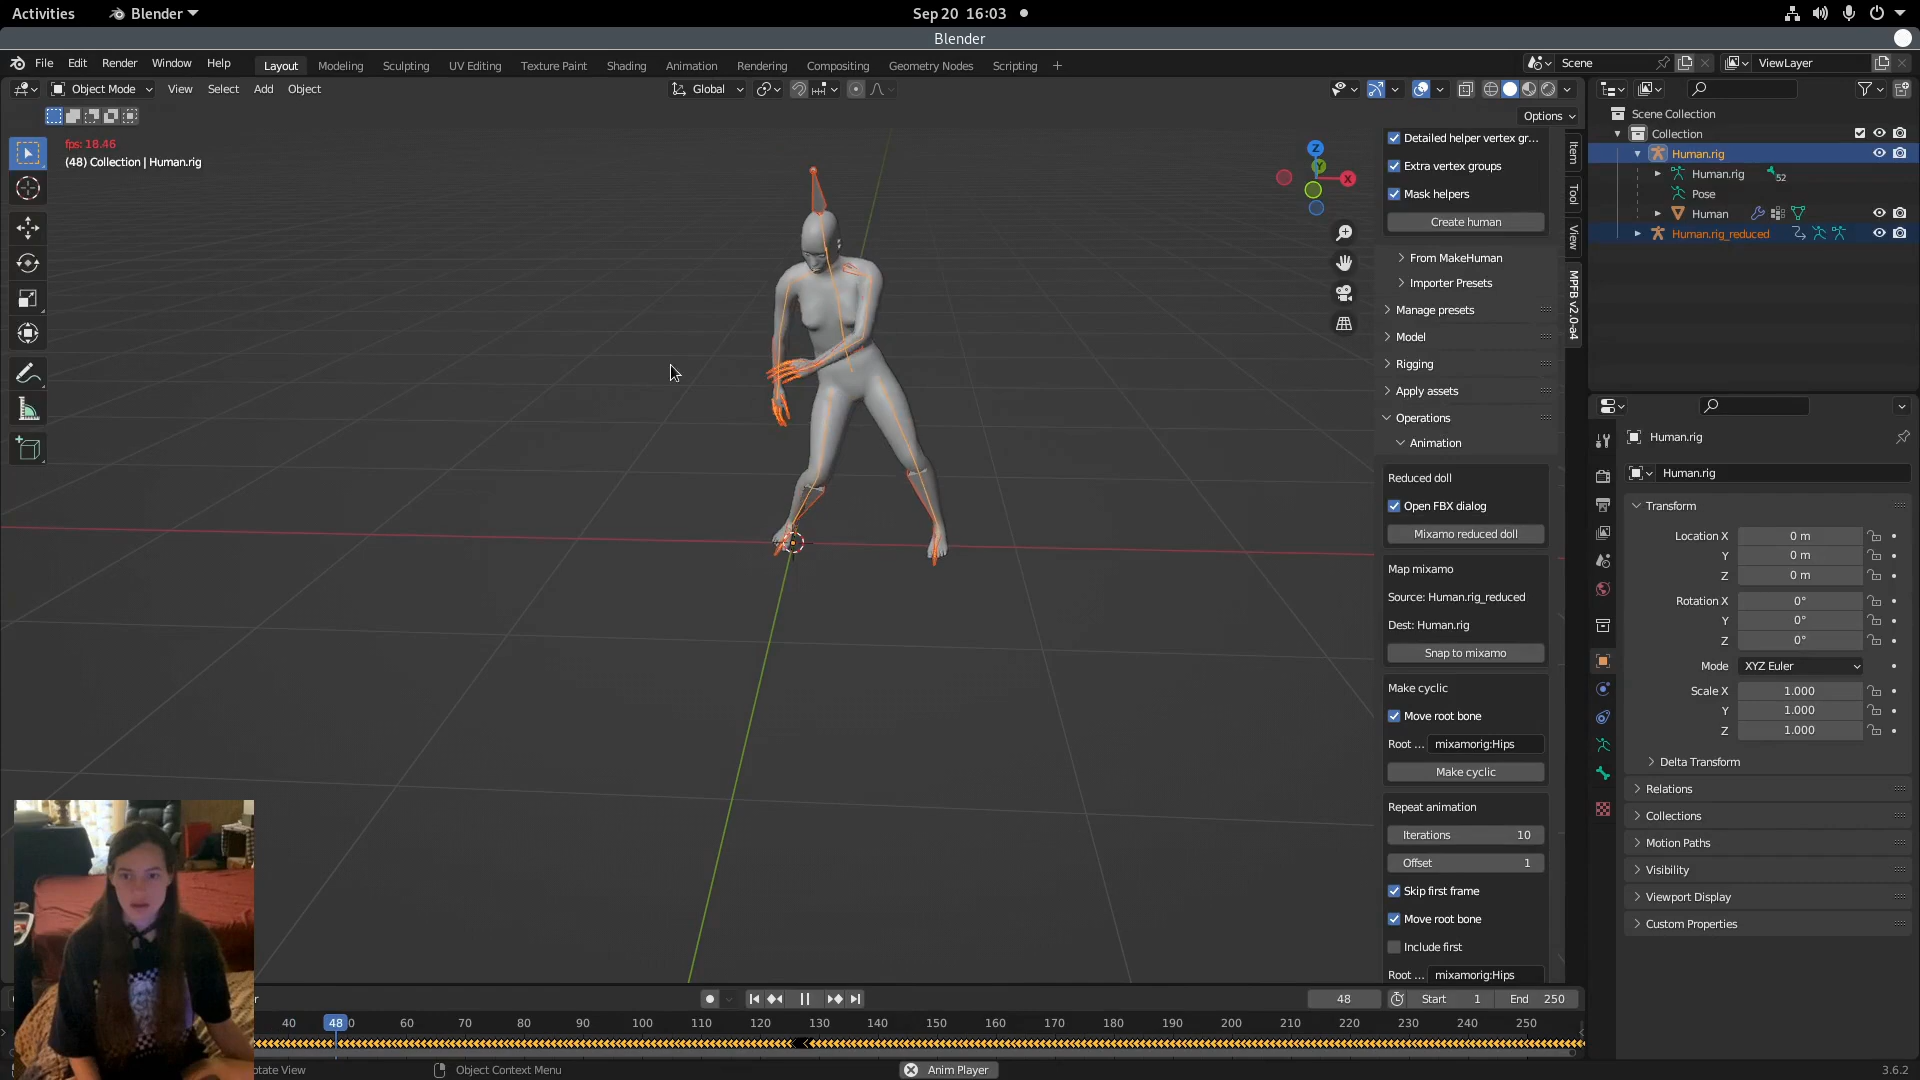 Activities
Blender
Sep 20 16:03
Blender
File Edit Render Window Help
Layout Modeling Sculpting UV Editing Texture Paint Shading Animation Rendering Compositing Geometry Nodes Scripting +
Scene
ViewLayer
Object Mode
View Select Add Object
Global
Options
fps: 18.46
(48) Collection | Human.rig
Z
Y
X
Item
Tool
View
MPFB v2.0-a4
Detailed helper vertex gr...
Extra vertex groups
Mask helpers
Create human
From MakeHuman
Importer Presets
Manage presets
Model
Rigging
Apply assets
Operations
Animation
Reduced doll
Open FBX dialog
Mixamo reduced doll
Map mixamo
Source: Human.rig_reduced
Dest: Human.rig
Snap to mixamo
Make cyclic
Move root bone
Root ... mixamorig:Hips
Make cyclic
Repeat animation
Iterations 10
Offset 1
Skip first frame
Move root bone
Include first
Root ... mixamorig:Hips
Scene Collection
Collection
Human.rig
Human.rig 52
Pose
Human
Human.rig_reduced
Human.rig
Human.rig
Transform
Location X 0 m
Y 0 m
Z 0 m
Rotation X 0°
Y 0°
Z 0°
Mode XYZ Euler
Scale X 1.000
Y 1.000
Z 1.000
Delta Transform
Relations
Collections
Motion Paths
Visibility
Viewport Display
Custom Properties
48 Start 1 End 250
40 48 0 60 70 80 90 100 110 120 130 140 150 160 170 180 190 200 210 220 230 240 250
otate View
Object Context Menu
Anim Player
3.6.2